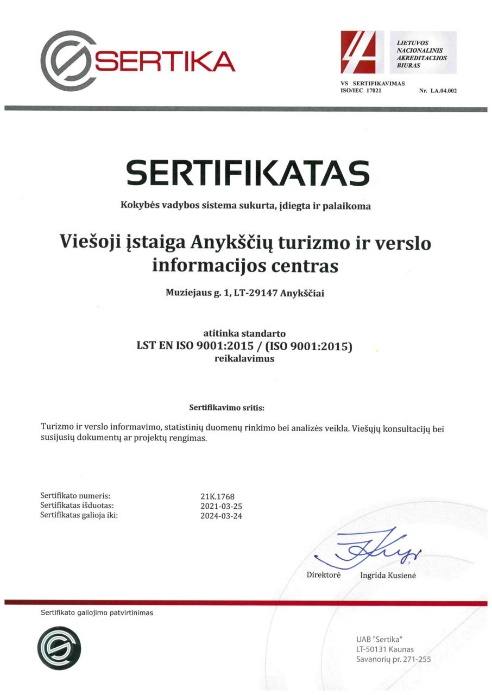 SERTIKA
LIETUVOS
NACIONALINIS
AKREDITACIJOS
BIURAS
VS SERTIFIKAVIMAS
ISO/IEC 17021 Nr. LA.04.002
SERTIFIKATAS
Kokybės vadybos sistema sukurta, įdiegta ir palaikoma
Viešoji įstaiga Anykščių turizmo ir verslo
informacijos centras
Muziejaus g. 1, LT-29147 Anykščiai
atitinka standarto
LST EN ISO 9001:2015 / (ISO 9001:2015)
reikalavimus
Sertifikavimo sritis:
Turizmo ir verslo informavimo, statistinių duomenų rinkimo bei analizės veikla. Viešųjų konsultacijų bei
susijusių dokumentų ar projektų rengimas.
Sertifikato numeris: 21K.1768
Sertifikatas išduotas: 2021-03-25
Sertifikatas galioja iki: 2024-03-24
Direktorė Ingrida Kusienė
Sertifikato galiojimo patvirtinimas
UAB "Sertika"
LT-50131 Kaunas
Savanorių pr. 271-255